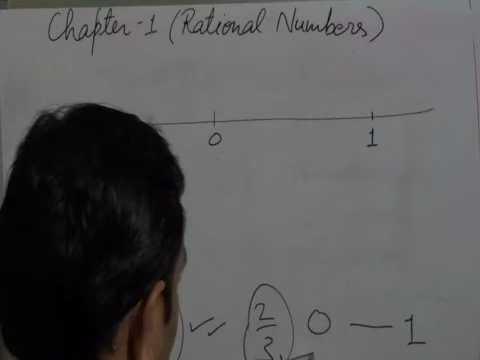 Chapter-1 (Rational Numbers)
0 1
2/3 0 — 1